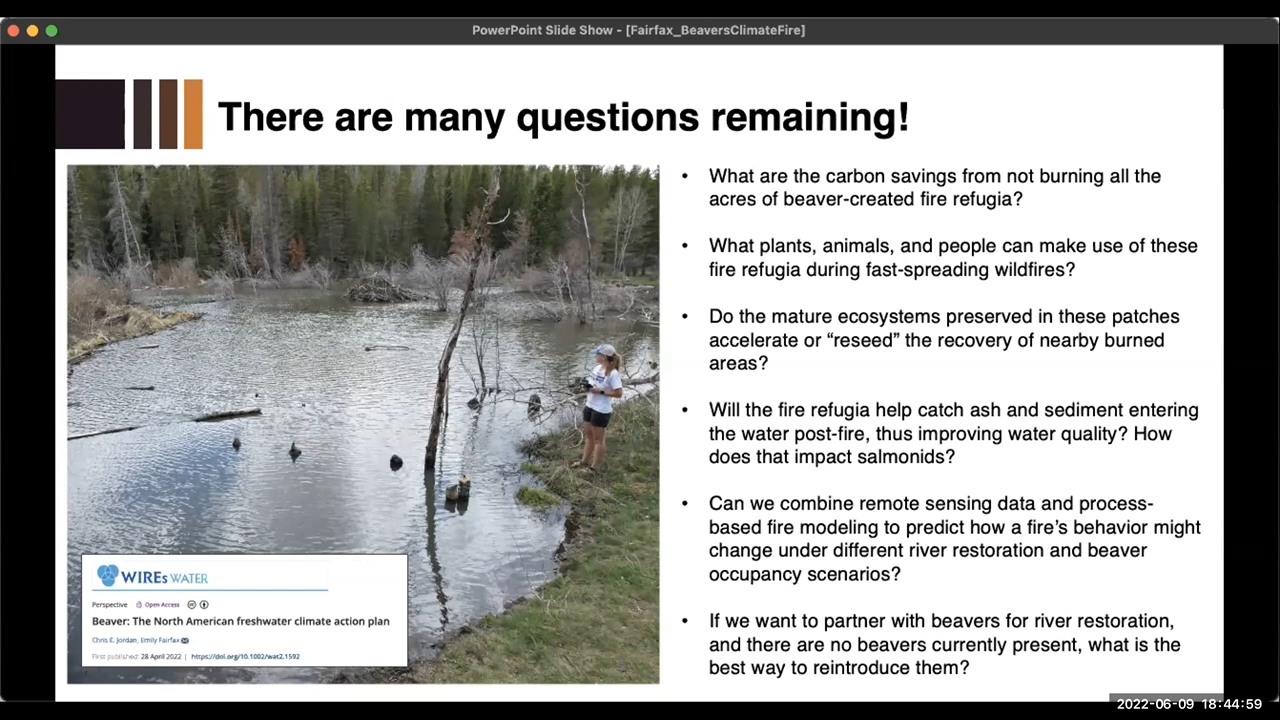 PowerPoint Slide Show - [Fairfax_BeaversClimateFire]
There are many questions remaining!
• What are the carbon savings from not burning all the
acres of beaver-created fire refugia?
• What plants, animals, and people can make use of these
fire refugia during fast-spreading wildfires?
• Do the mature ecosystems preserved in these patches
accelerate or “reseed” the recovery of nearby burned
areas?
• Will the fire refugia help catch ash and sediment entering
the water post-fire, thus improving water quality? How
does that impact salmonids?
• Can we combine remote sensing data and process-
based fire modeling to predict how a fire’s behavior might
change under different river restoration and beaver
occupancy scenarios?
• If we want to partner with beavers for river restoration,
and there are no beavers currently present, what is the
best way to reintroduce them?
WIREs WATER
Perspective Open Access
Beaver: The North American freshwater climate action plan
Chris E. Jordan, Emily Fairfax
First published: 28 April 2022 | https://doi.org/10.1002/wat2.1592
2022-06-09 18:44:59